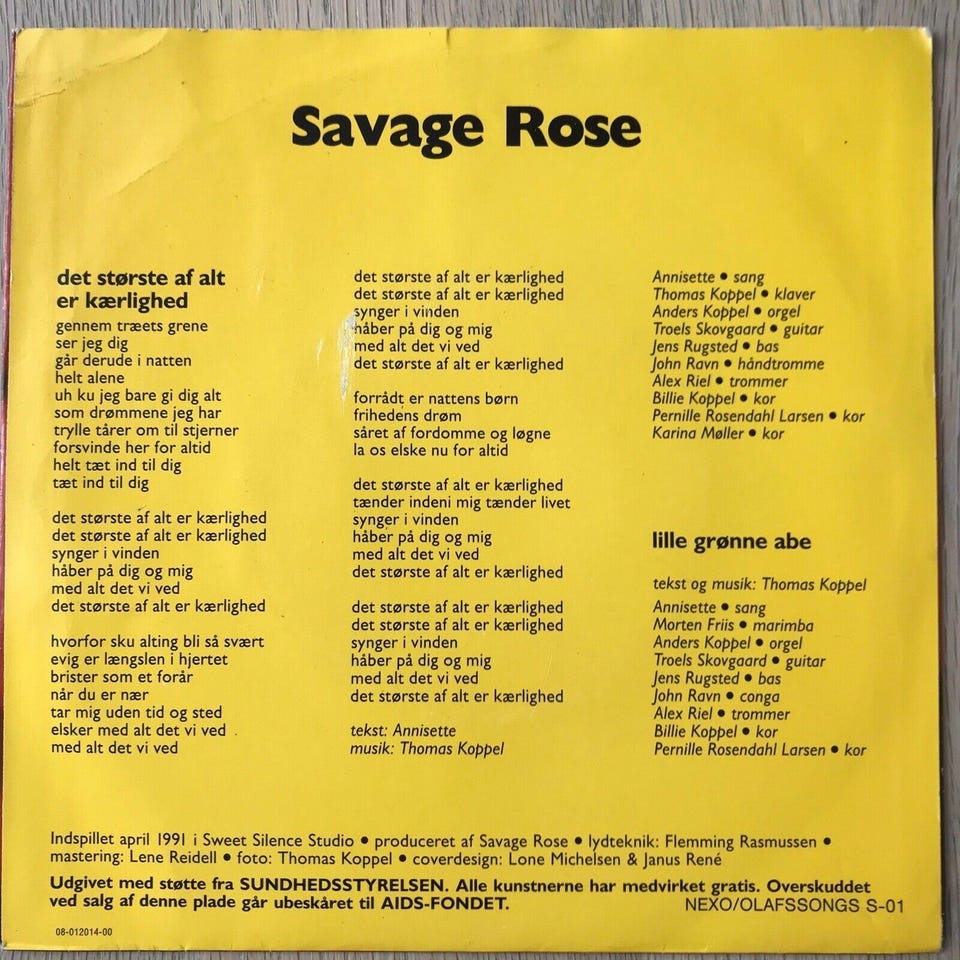 Savage Rose
det største af alt
er kærlighed
gennem træets grene
ser jeg dig
går derude i natten
helt alene
uh ku jeg bare gi dig alt
som drømmene jeg har
trylle tårer om til stjerner
forsvinde her for altid
helt tæt ind til dig
tæt ind til dig
det største af alt er kærlighed
det største af alt er kærlighed
synger i vinden
håber på dig og mig
med alt det vi ved
det største af alt er kærlighed
hvorfor sku alting bli så svært
evig er længslen i hjertet
brister som et forår
når du er nær
tar mig uden tid og sted
elsker med alt det vi ved
med alt det vi ved
det største af alt er kærlighed
det største af alt er kærlighed
synger i vinden
håber på dig og mig
med alt det vi ved
det største af alt er kærlighed
forrådt er nattens børn
frihedens drøm
såret af fordomme og løgne
la os elske nu for altid
det største af alt er kærlighed
tænder indeni mig tænder livet
synger i vinden
håber på dig og mig
med alt det vi ved
det største af alt er kærlighed
det største af alt er kærlighed
det største af alt er kærlighed
synger i vinden
håber på dig og mig
med alt det vi ved
det største af alt er kærlighed
tekst: Annisette
musik: Thomas Koppel
Annisette • sang
Thomas Koppel • klaver
Anders Koppel • orgel
Troels Skovgaard • guitar
Jens Rugsted • bas
John Ravn • håndtromme
Alex Riel • trommer
Billie Koppel • kor
Pernille Rosendahl Larsen • kor
Karina Møller • kor
lille grønne abe
tekst og musik: Thomas Koppel
Annisette • sang
Morten Friis • marimba
Anders Koppel • orgel
Troels Skovgaard • guitar
Jens Rugsted • bas
John Ravn • conga
Alex Riel • trommer
Billie Koppel • kor
Pernille Rosendahl Larsen • kor
Indspillet april 1991 i Sweet Silence Studio • produceret af Savage Rose • lydteknik: Flemming Rasmussen •
mastering: Lene Reidell • foto: Thomas Koppel • coverdesign: Lone Michelsen & Janus René
Udgivet med støtte fra SUNDHEDSSTYRELSEN. Alle kunstnerne har medvirket gratis. Overskuddet
ved salg af denne plade går ubeskåret til AIDS-FONDET.
NEXO/OLAFSSONGS S-01
08-012014-00